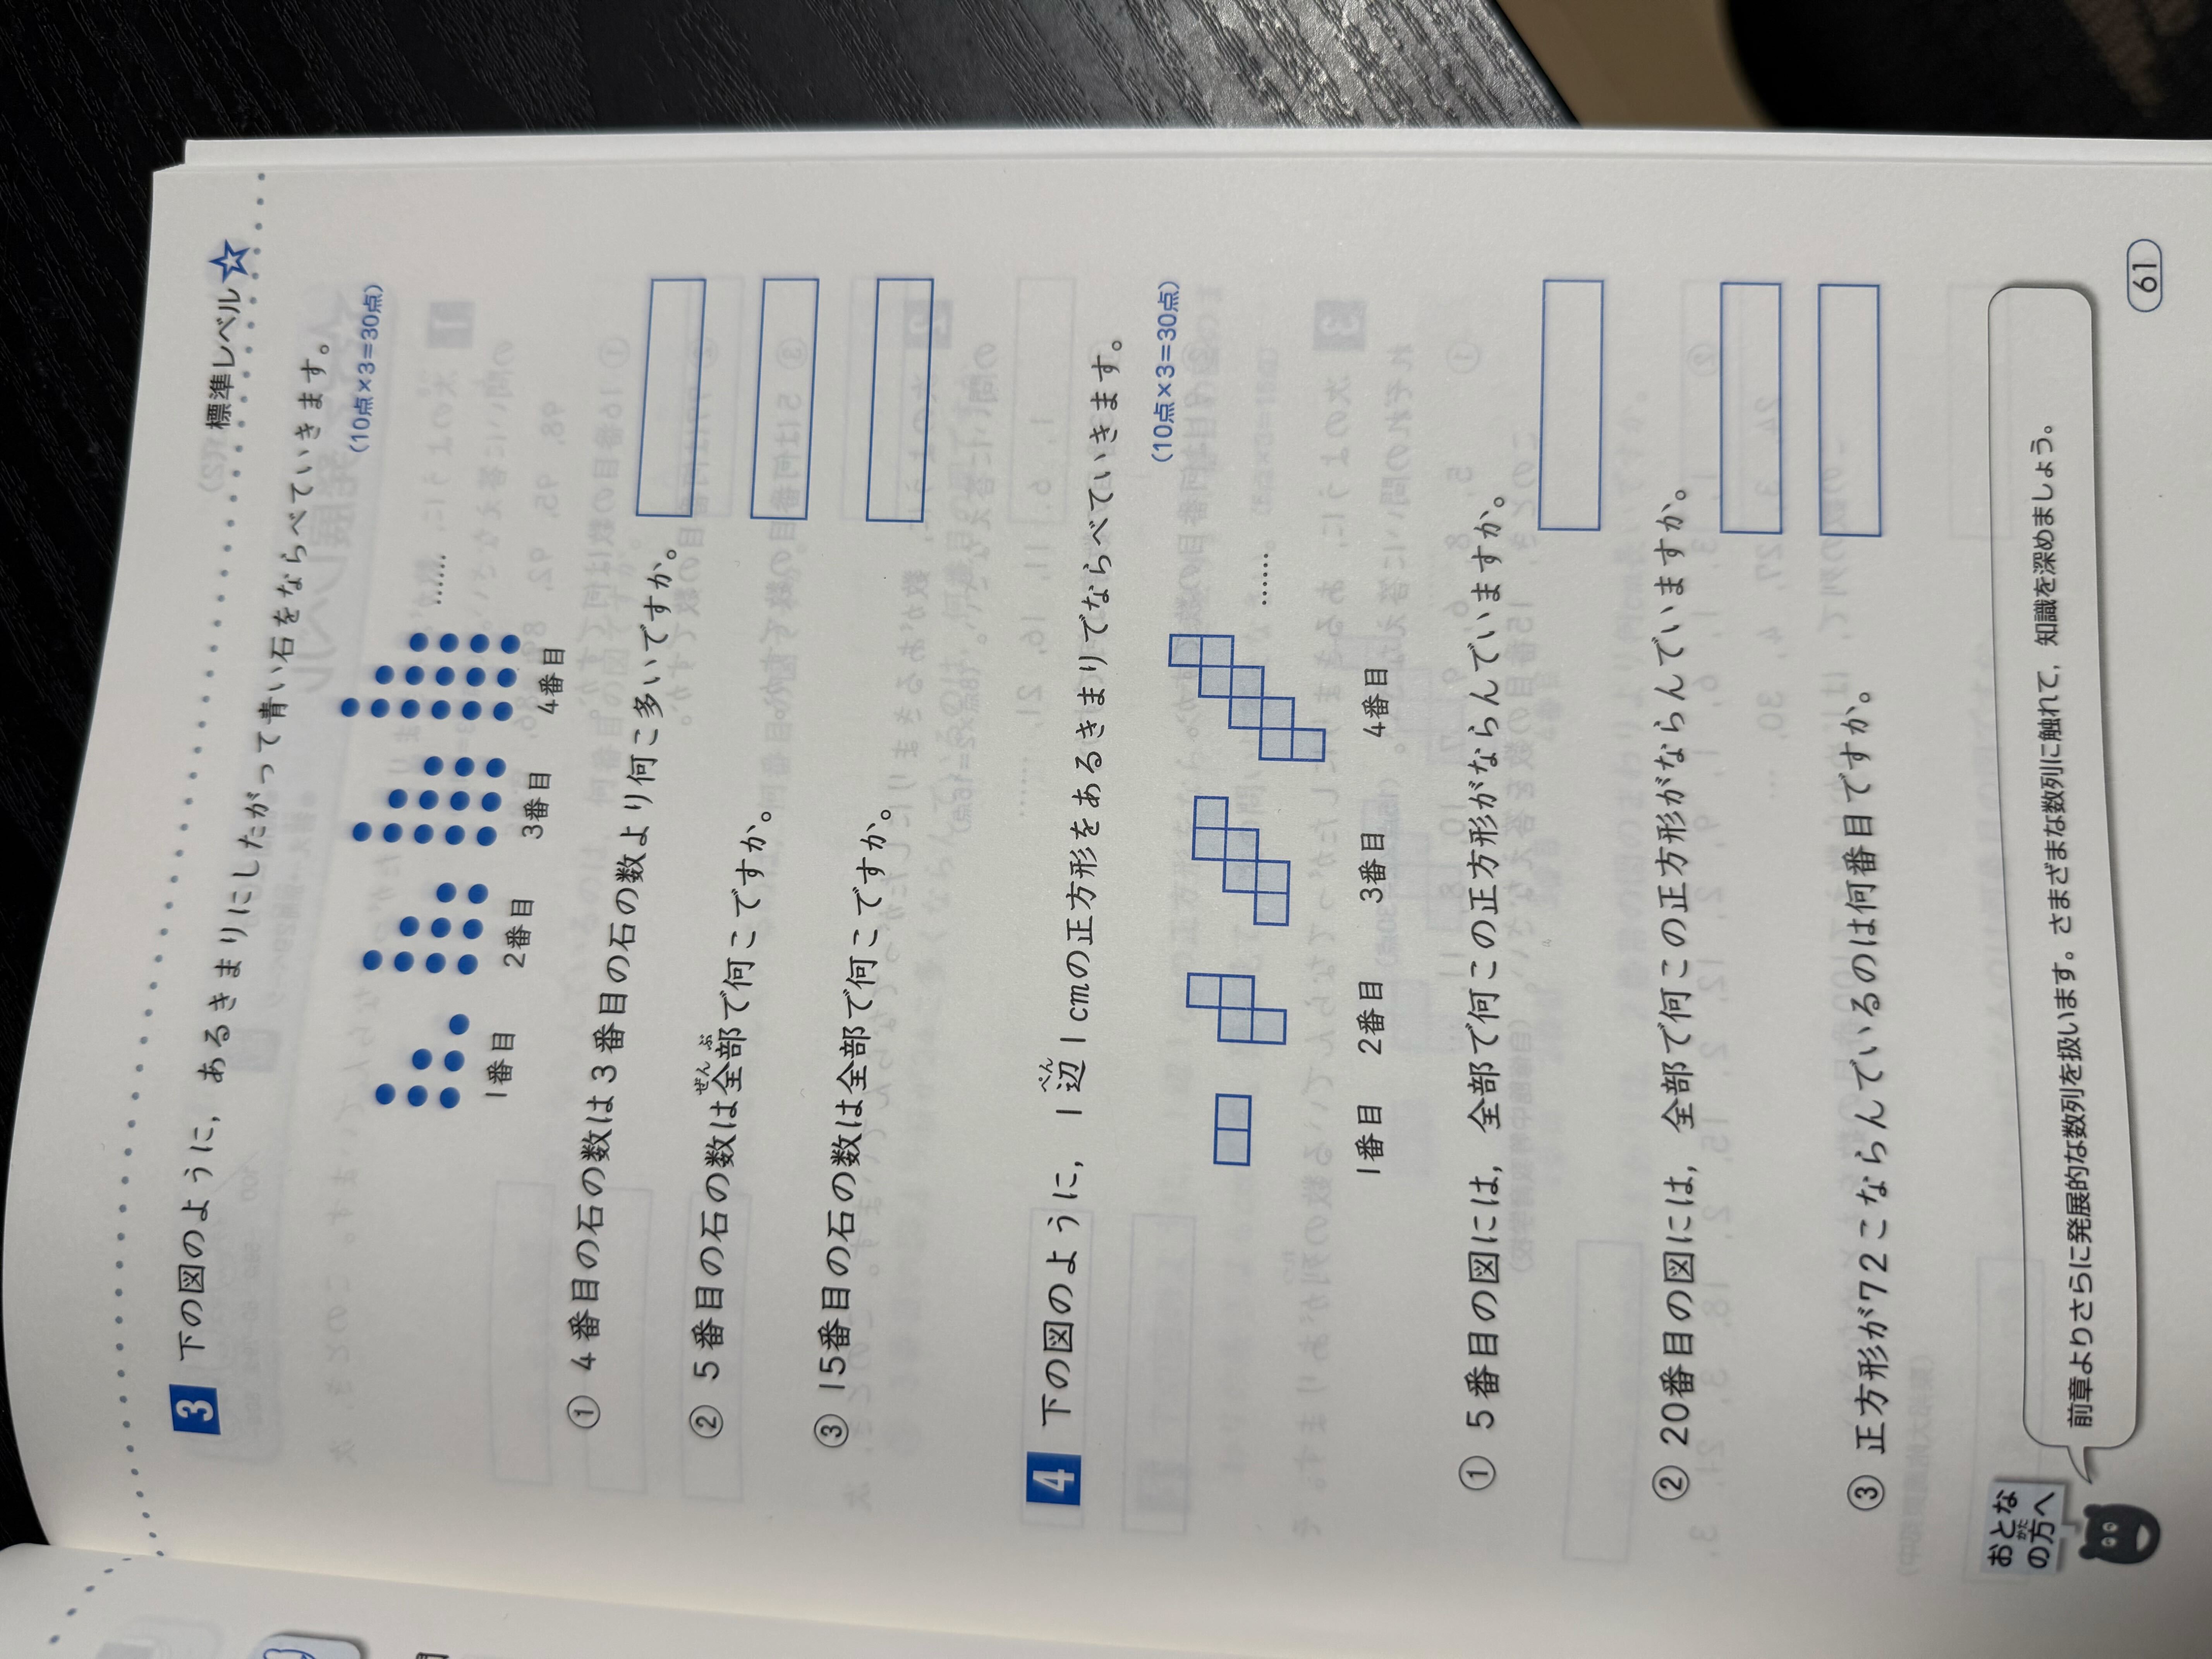 標準レベル
3 下の図のように，あるきまりにしたがって青い石をならべていきます。
(10点×3=30点)
……
1番目 2番目 3番目 4番目
① 4番目の石の数は3番目の石の数より何こ多いですか。
② 5番目の石の数は全部で何こですか。
ぜんぶ
③ 15番目の石の数は全部で何こですか。
4 下の図のように，1辺1cmの正方形をあるきまりでならべていきます。
ぺん
(10点×3=30点)
……
1番目 2番目 3番目 4番目
① 5番目の図には，全部で何この正方形がならんでいますか。
② 20番目の図には，全部で何この正方形がならんでいますか。
③ 正方形が72こならんでいるのは何番目ですか。
おとなの方へ
がた
前章よりさらに発展的な数列を扱います。さまざまな数列に触れて，知識を深めましょう。
61